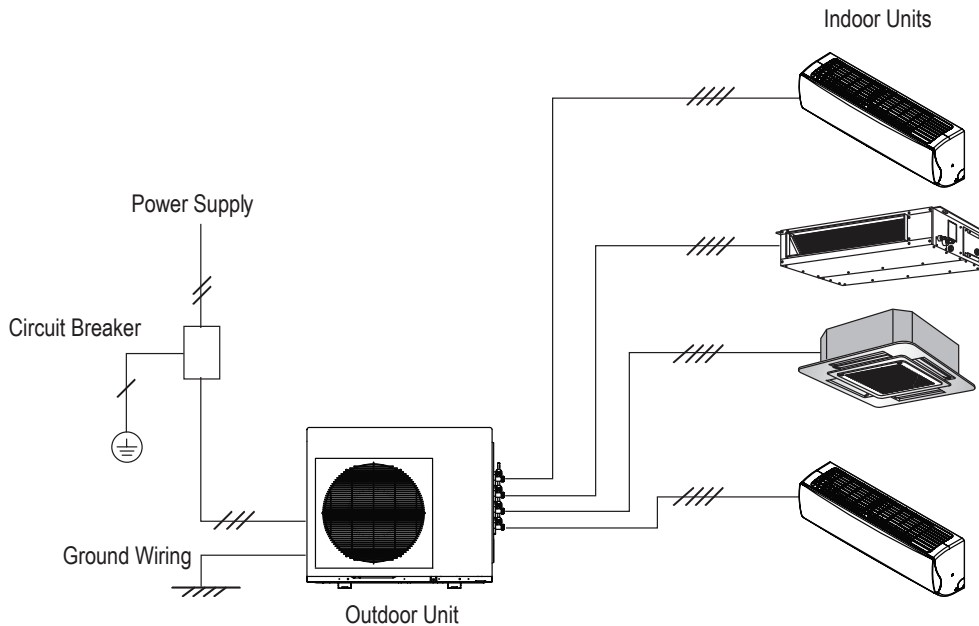 Indoor Units
Power Supply
Circuit Breaker
Ground Wiring
Outdoor Unit